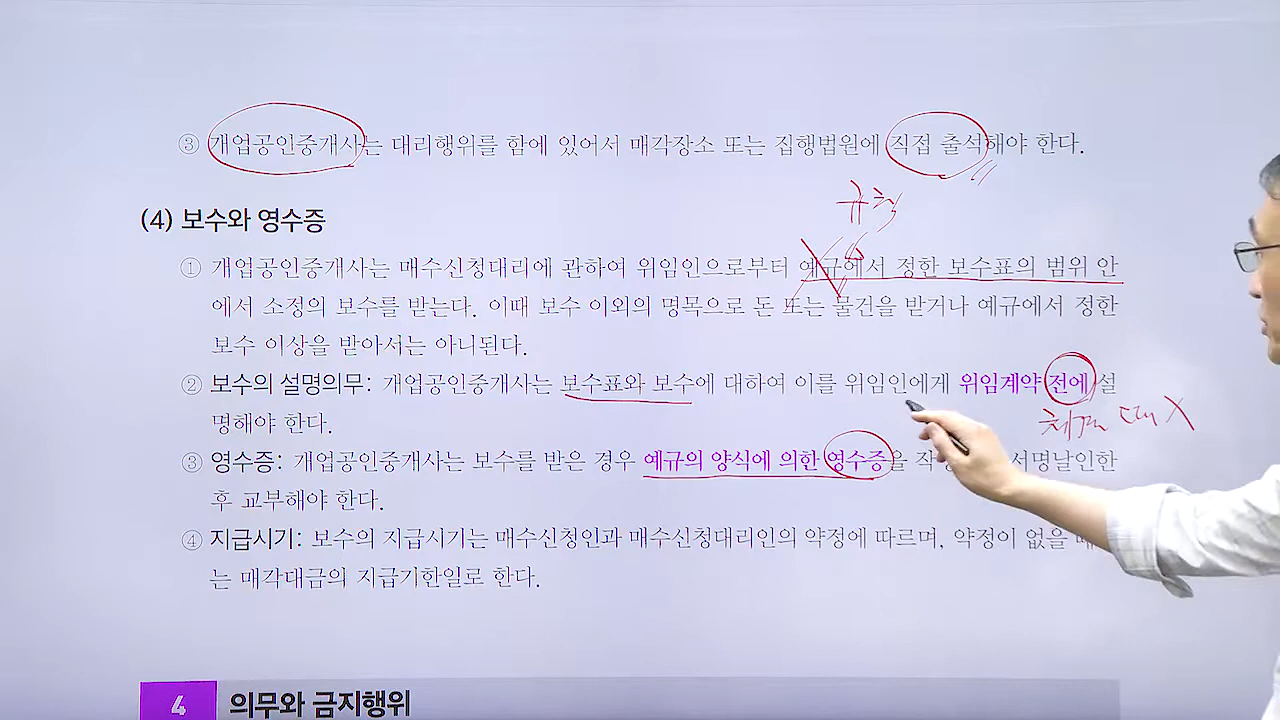 ③ 개업공인중개사는 대리행위를 함에 있어서 매각장소 또는 집행법원에 직접 출석해야 한다.
규칙
(4) 보수와 영수증
① 개업공인중개사는 매수신청대리에 관하여 위임인으로부터 예규에서 정한 보수표의 범위 안
에서 소정의 보수를 받는다. 이때 보수 이외의 명목으로 돈 또는 물건을 받거나 예규에서 정한
보수 이상을 받아서는 아니된다.
② 보수의 설명의무: 개업공인중개사는 보수표와 보수에 대하여 이를 위임인에게 위임계약 전에 설
명해야 한다.
체결 때 X
③ 영수증: 개업공인중개사는 보수를 받은 경우 예규의 양식에 의한 영수증을 서명날인한
후 교부해야 한다.
④ 지급시기: 보수의 지급시기는 매수신청인과 매수신청대리인의 약정에 따르며, 약정이 없을
는 매각대금의 지급기한일로 한다.
4 의무와 금지행위